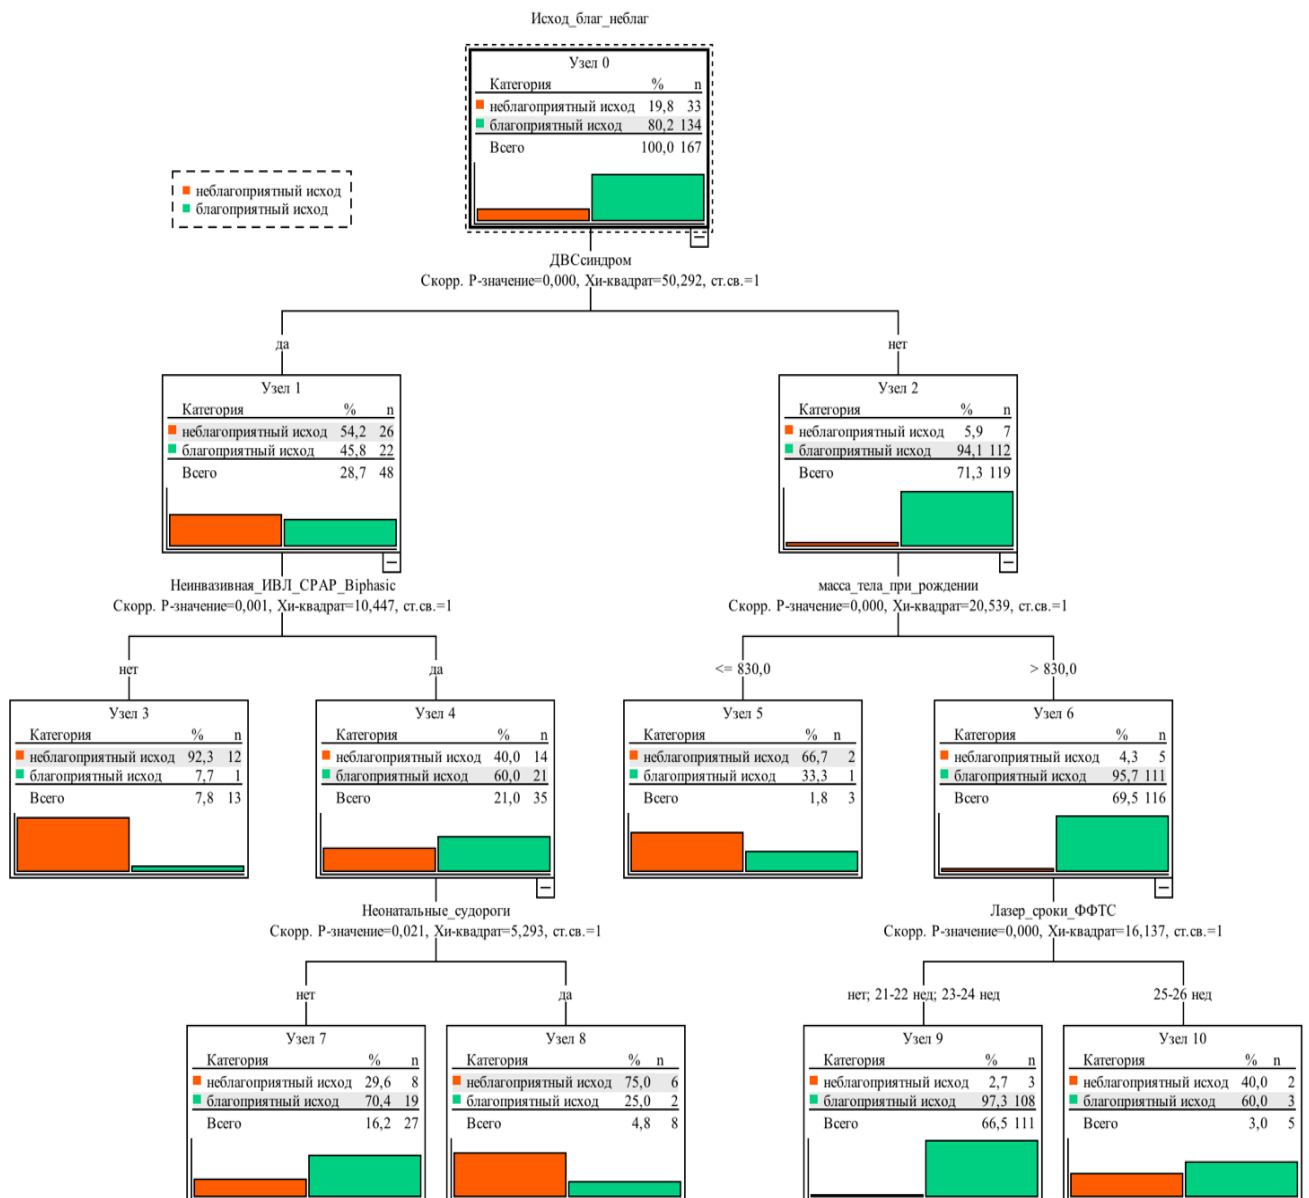 Исход_благ_неблаг
Узел 0
Категория % n
неблагоприятный исход 19,8 33
благоприятный исход 80,2 134
Всего 100,0 167
неблагоприятный исход
благоприятный исход
ДВСсиндром
Скорр. P-значение=0,000, Хи-квадрат=50,292, ст.св.=1
да
нет
Узел 1
Категория % n
неблагоприятный исход 54,2 26
благоприятный исход 45,8 22
Всего 28,7 48
Узел 2
Категория % n
неблагоприятный исход 5,9 7
благоприятный исход 94,1 112
Всего 71,3 119
Неинвазивная_ИВЛ_CPAP_Biphasic
Скорр. P-значение=0,001, Хи-квадрат=10,447, ст.св.=1
масса_тела_при_рождении
Скорр. P-значение=0,000, Хи-квадрат=20,539, ст.св.=1
нет
да
<= 830,0
> 830,0
Узел 3
Категория % n
неблагоприятный исход 92,3 12
благоприятный исход 7,7 1
Всего 7,8 13
Узел 4
Категория % n
неблагоприятный исход 40,0 14
благоприятный исход 60,0 21
Всего 21,0 35
Узел 5
Категория % n
неблагоприятный исход 66,7 2
благоприятный исход 33,3 1
Всего 1,8 3
Узел 6
Категория % n
неблагоприятный исход 4,3 5
благоприятный исход 95,7 111
Всего 69,5 116
Неонатальные_судороги
Скорр. P-значение=0,021, Хи-квадрат=5,293, ст.св.=1
Лазер_сроки_ФФТС
Скорр. P-значение=0,000, Хи-квадрат=16,137, ст.св.=1
нет
да
нет; 21-22 нед; 23-24 нед
25-26 нед
Узел 7
Категория % n
неблагоприятный исход 29,6 8
благоприятный исход 70,4 19
Всего 16,2 27
Узел 8
Категория % n
неблагоприятный исход 75,0 6
благоприятный исход 25,0 2
Всего 4,8 8
Узел 9
Категория % n
неблагоприятный исход 2,7 3
благоприятный исход 97,3 108
Всего 66,5 111
Узел 10
Категория % n
неблагоприятный исход 40,0 2
благоприятный исход 60,0 3
Всего 3,0 5